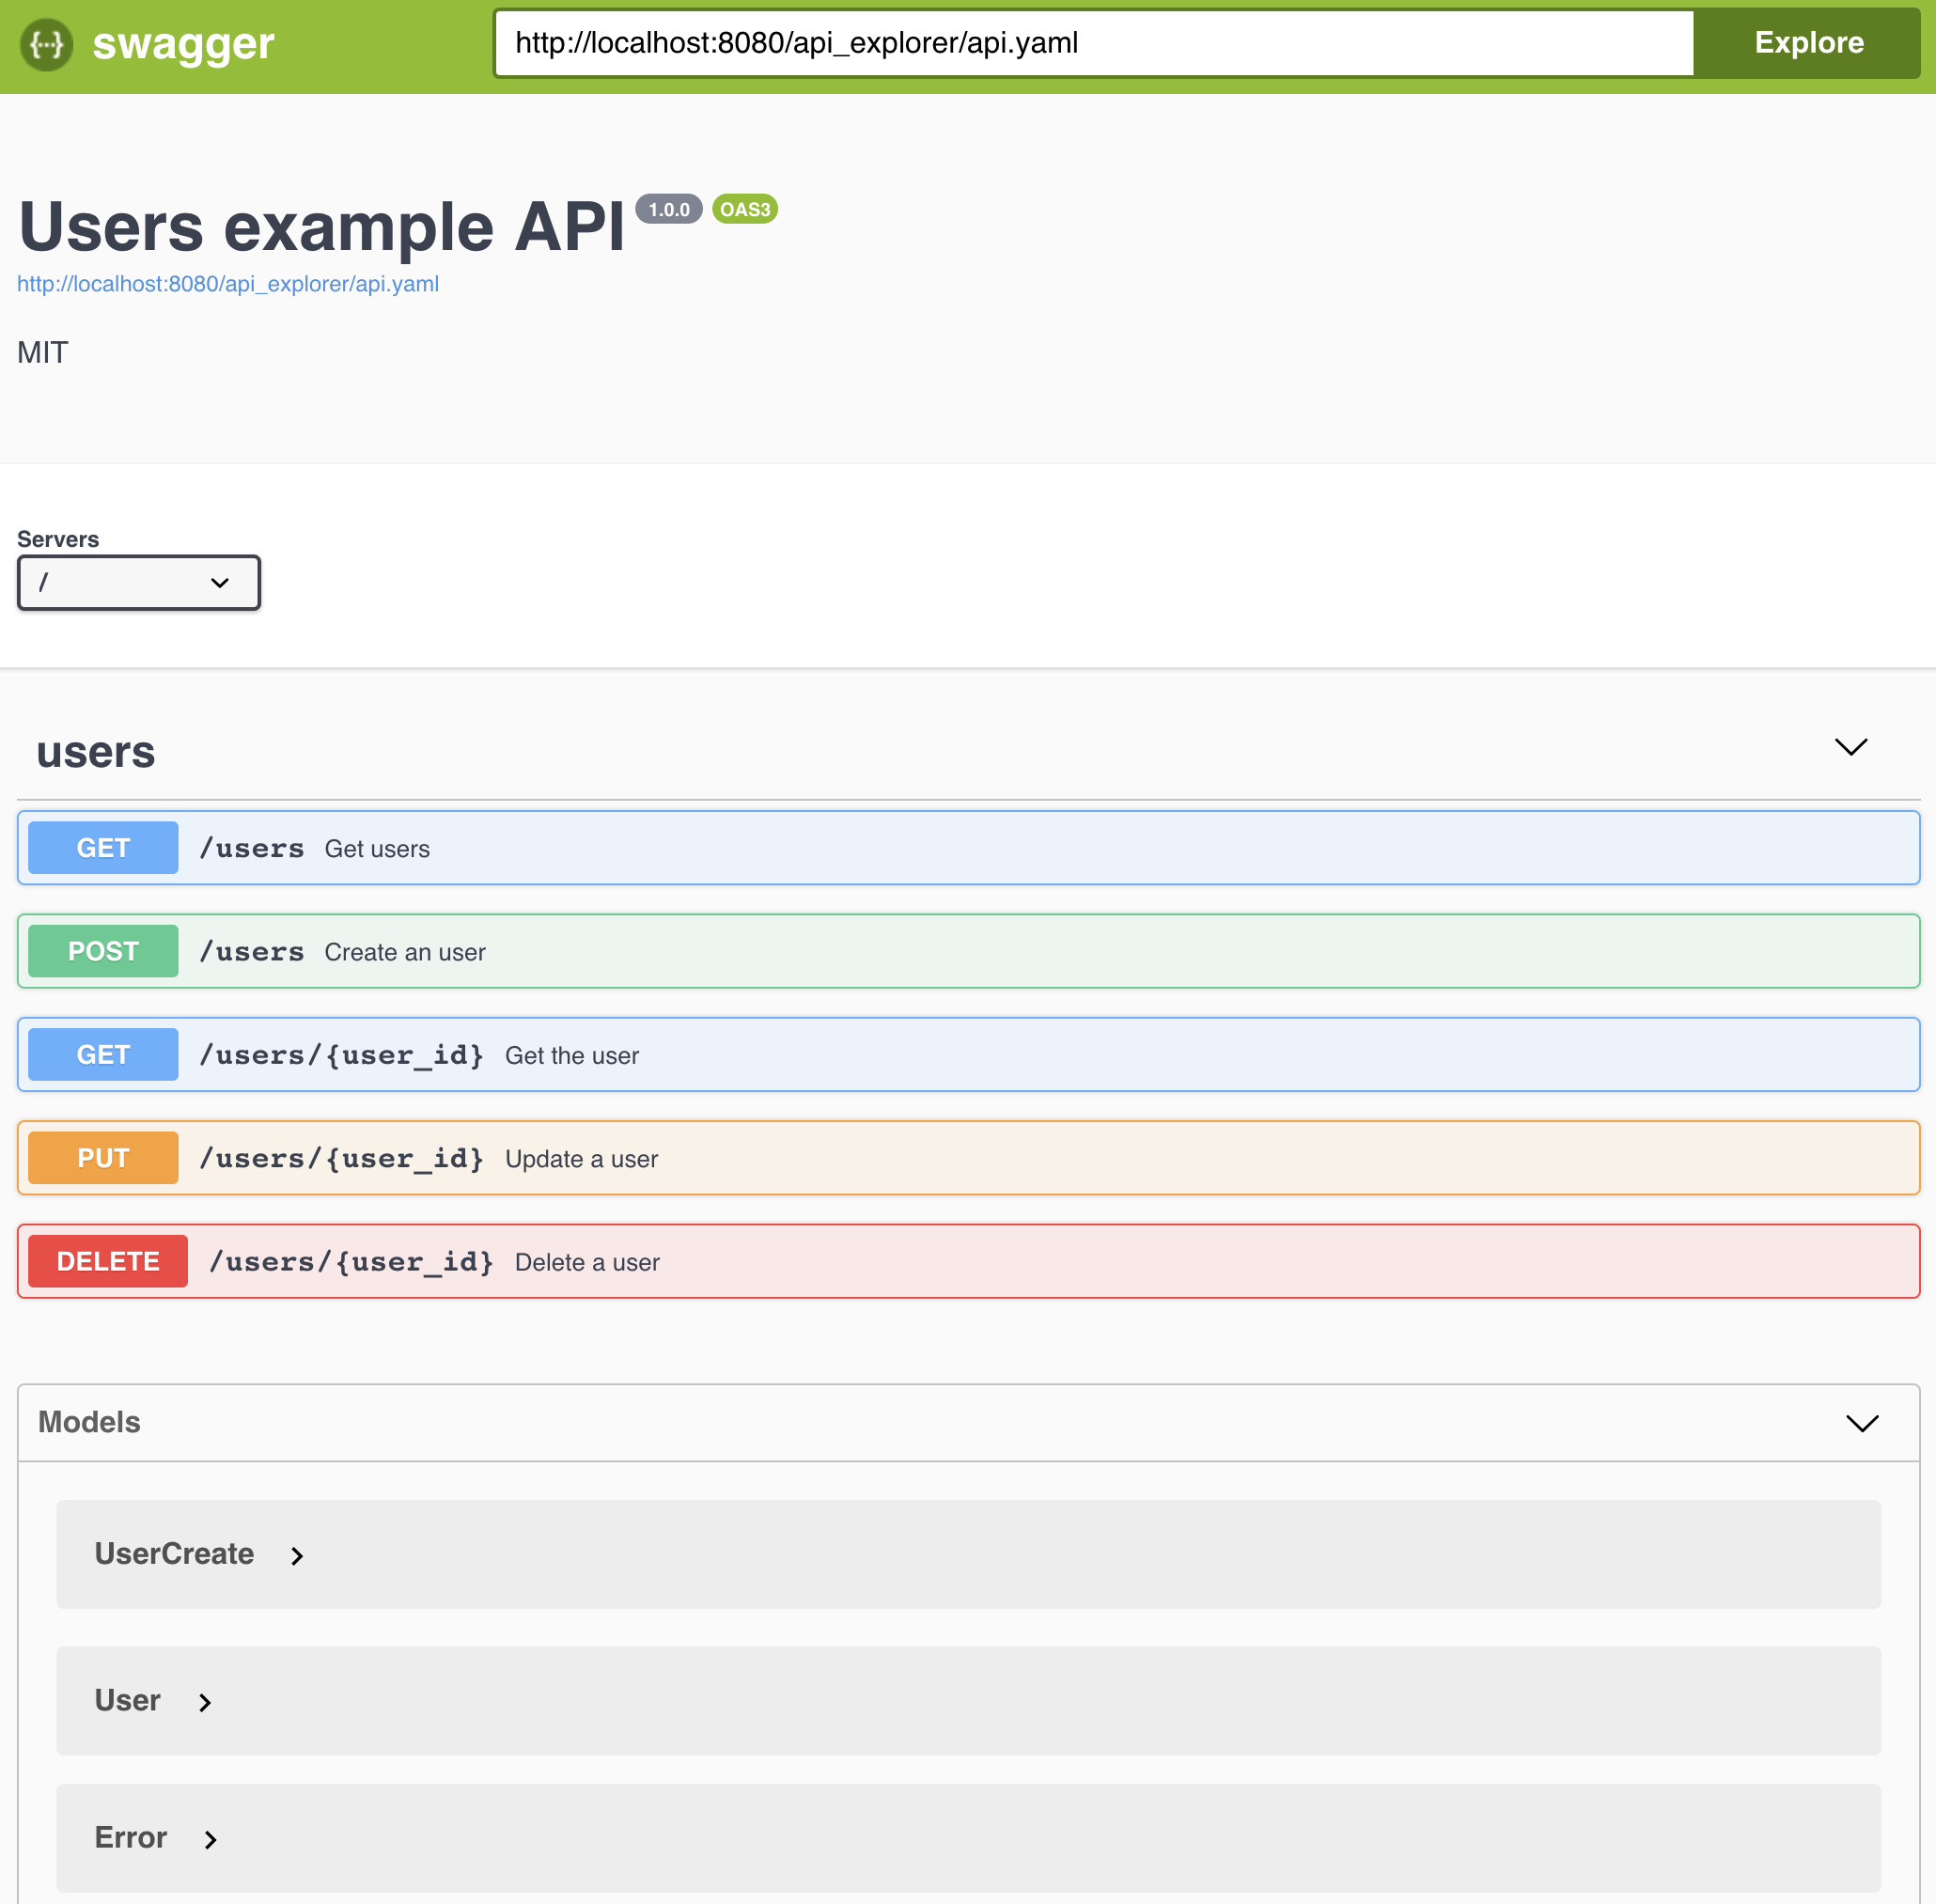 {...} swagger http://localhost:8080/api_explorer/api.yaml Explore
Users example API 1.0.0 OAS3
http://localhost:8080/api_explorer/api.yaml
MIT
Servers
/
users
GET /users Get users
POST /users Create an user
GET /users/{user_id} Get the user
PUT /users/{user_id} Update a user
DELETE /users/{user_id} Delete a user
Models
UserCreate
User
Error